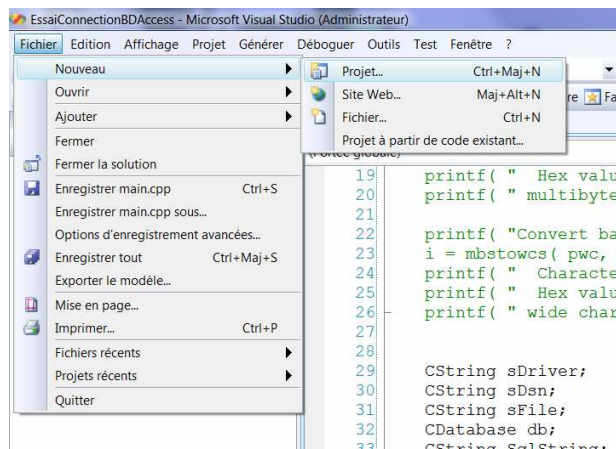 EssaiConnectionBDAccess - Microsoft Visual Studio (Administrateur)
Fichier Edition Affichage Projet Générer Déboguer Outils Test Fenêtre ?
Nouveau
Ouvrir
Ajouter
Fermer
Fermer la solution
Enregistrer main.cpp Ctrl+S
Enregistrer main.cpp sous...
Options d'enregistrement avancées...
Enregistrer tout Ctrl+Maj+S
Exporter le modèle...
Mise en page...
Imprimer... Ctrl+P
Fichiers récents
Projets récents
Quitter
Projet... Ctrl+Maj+N
Site Web... Maj+Alt+N
Fichier... Ctrl+N
Projet à partir de code existant...
re Fa
(Portée globale)
19 printf( " Hex valu
20 printf( " multibyte
21
22 printf( "Convert ba
23 i = mbstowcs( pwc,
24 printf( " Characte
25 printf( " Hex valu
26 printf( " wide char
27
28
29 CString sDriver;
30 CString sDsn;
31 CString sFile;
32 CDatabase db;
33 CString SqlString;